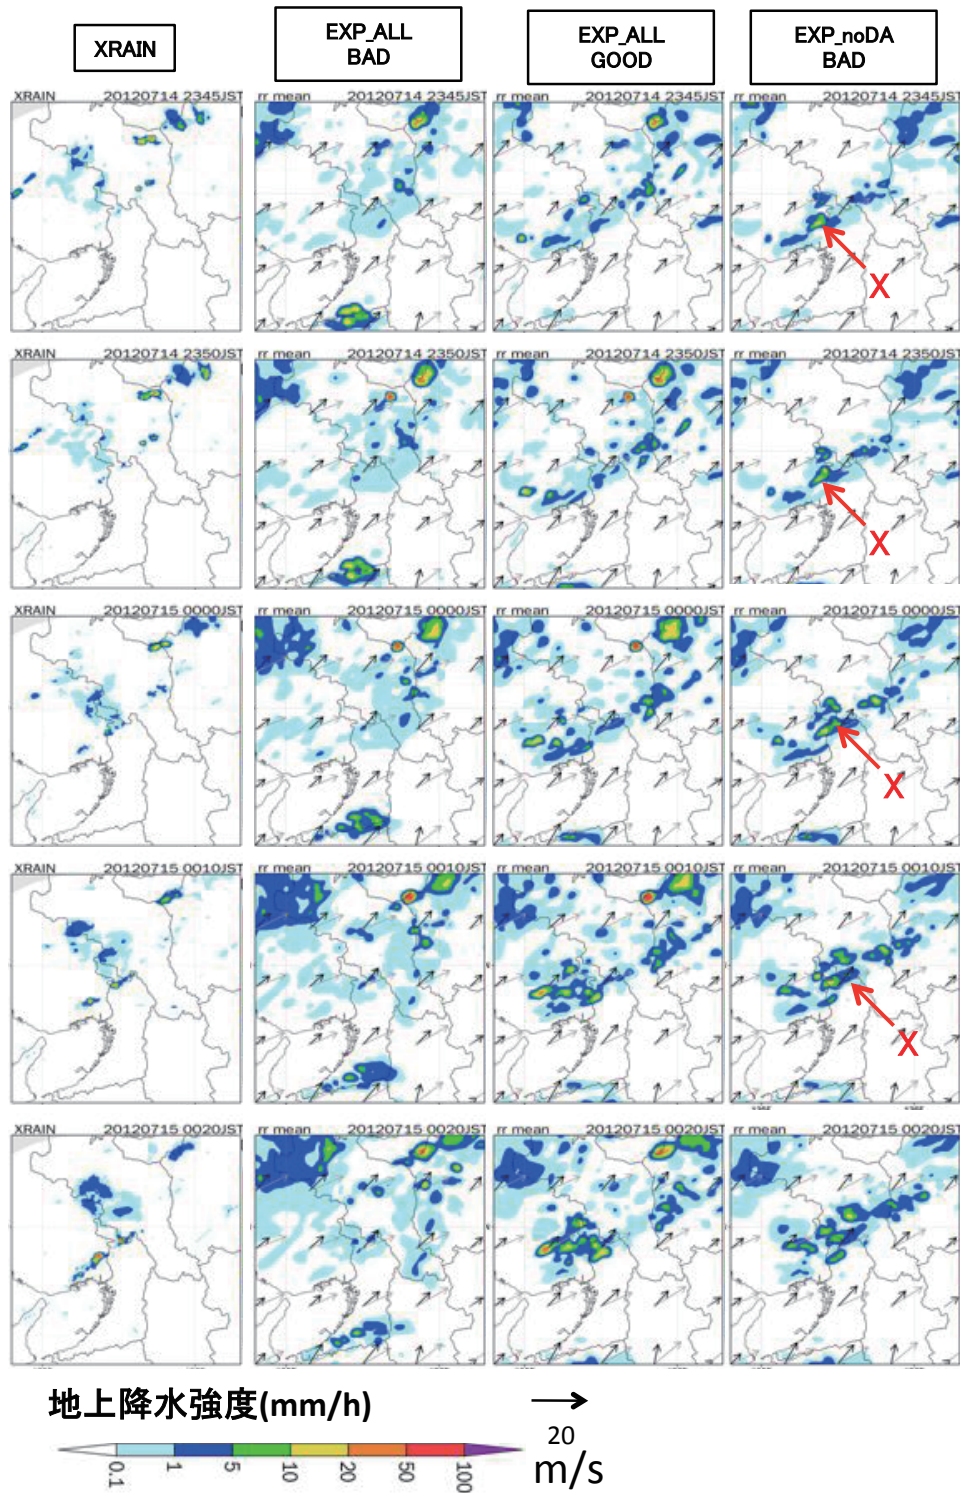 XRAIN
EXP_ALL
BAD
EXP_ALL
GOOD
EXP_noDA
BAD
XRAIN 20120714 2345JST
rr mean 20120714 2345JST
rr mean 20120714 2345JST
rr mean 20120714 2345JST
X
XRAIN 20120714 2350JST
rr mean 20120714 2350JST
rr mean 20120714 2350JST
rr mean 20120714 2350JST
X
XRAIN 20120715 0000JST
rr mean 20120715 0000JST
rr mean 20120715 0000JST
rr mean 20120715 0000JST
X
XRAIN 20120715 0010JST
rr mean 20120715 0010JST
rr mean 20120715 0010JST
rr mean 20120715 0010JST
X
XRAIN 20120715 0020JST
rr mean 20120715 0020JST
rr mean 20120715 0020JST
rr mean 20120715 0020JST
地上降水強度(mm/h)
0.1 1 5 10 20 50 100
20
m/s